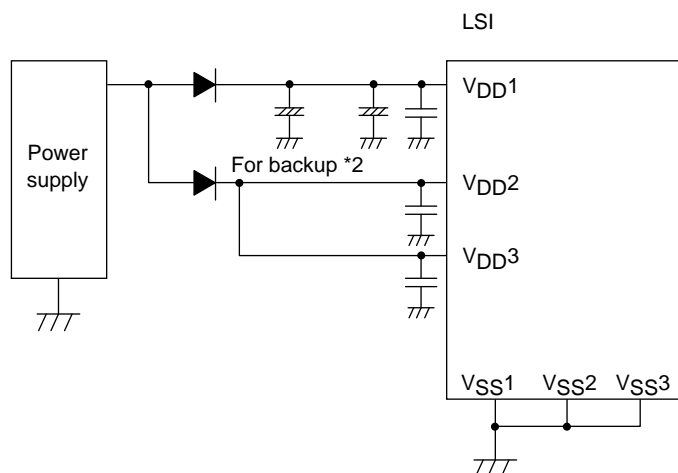 LSI
Power
supply
VDD1
For backup *2
VDD2
VDD3
VSS1 VSS2 VSS3